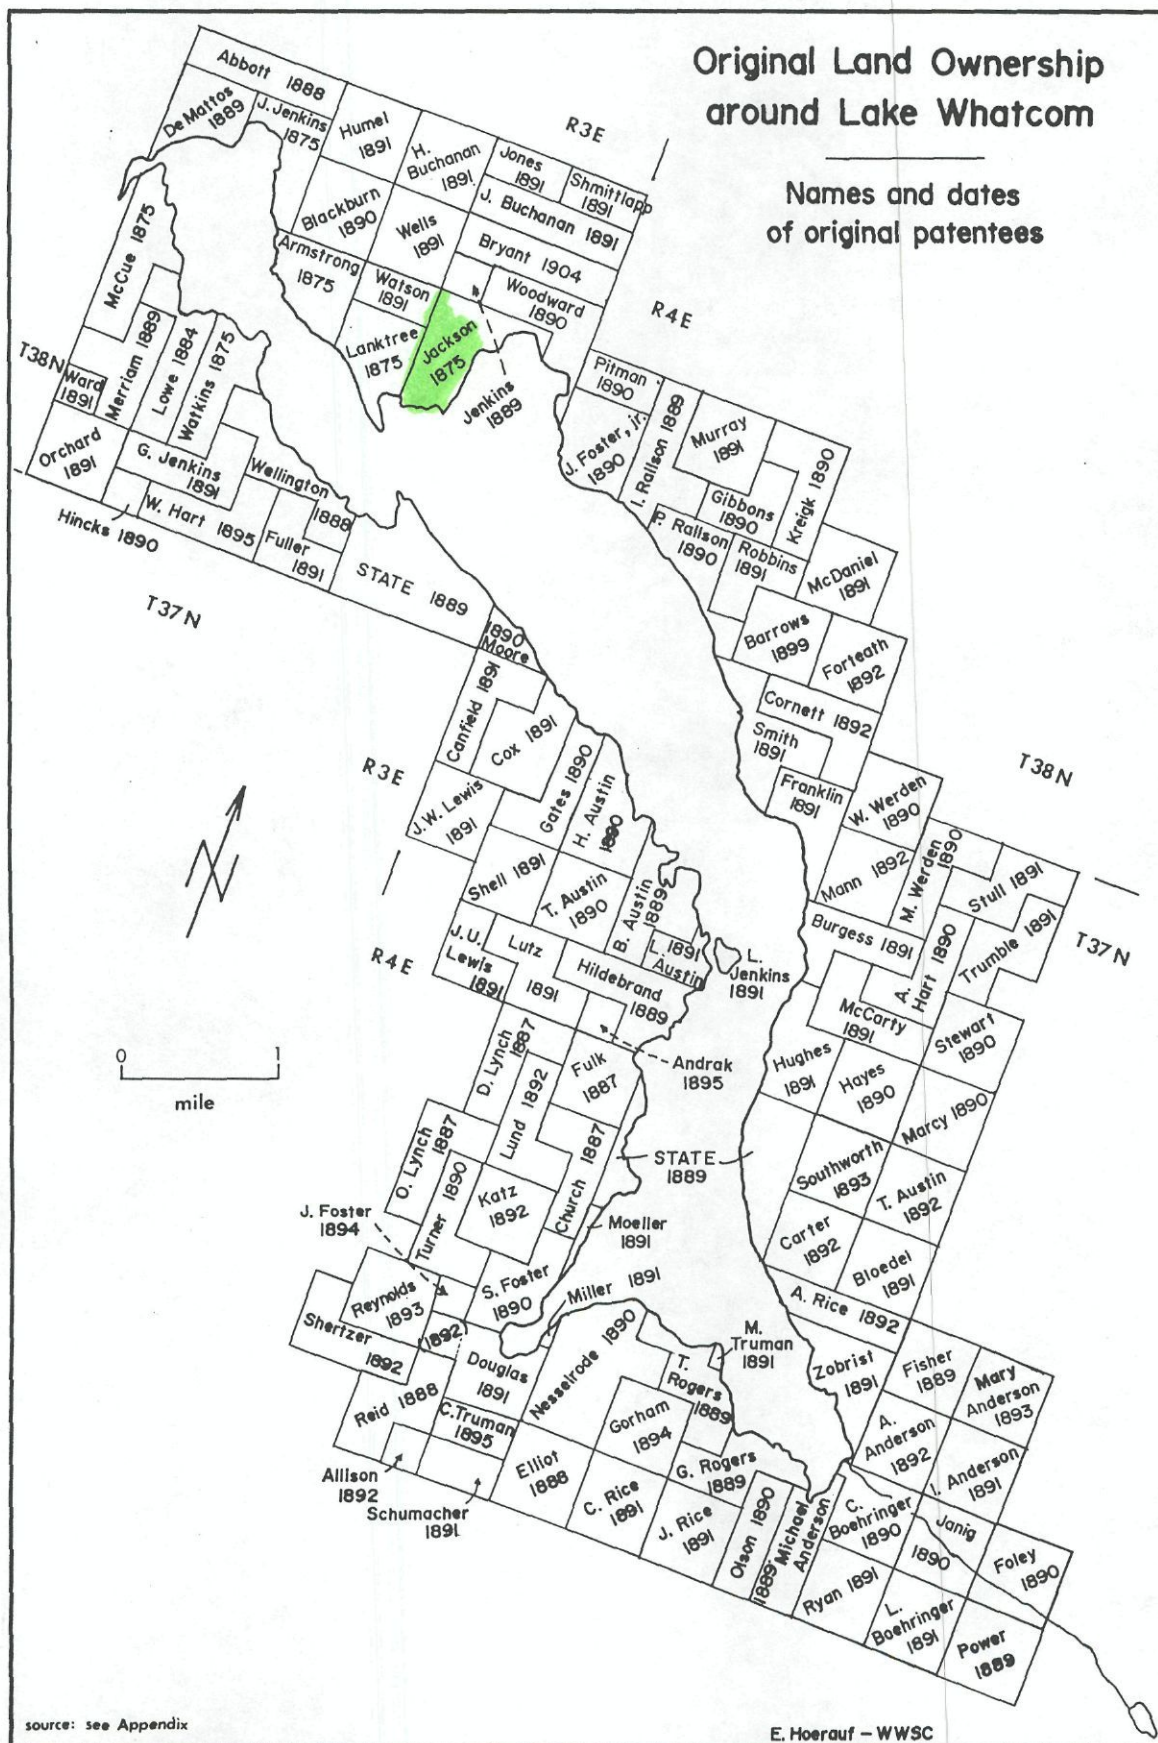 Original Land Ownership
around Lake Whatcom
Names and dates
of original patentees
R3E
R4E
T38N
T37N
R3E
R4E
T38N
T37N
Abbott 1888
De Mattos
1889
J. Jenkins
1875
Humel
1891
H.
Buchanan
1891
Jones
1891
Shmittlapp
1891
J. Buchanan 1891
Blackburn
1890
Wells
1891
Bryant 1904
Woodward
1890
Armstrong
1875
Watson
1891
Lanktree
1875
Jackson
1875
Jenkins
1889
McCue 1875
Merriam 1889
Lowe 1884
Watkins 1875
Ward
1891
Orchard
1891
G. Jenkins
1891
Wellington
1888
Hincks 1890
W. Hart 1895
Fuller
1891
STATE 1889
1890
Moore
Pitman
1890
J. Foster, jr.
1890
I. Rallson 1889
Murray
1891
Gibbons
1890
Kreigk 1890
P. Rallson
1890
Robbins
1891
McDaniel
1891
Barrows
1899
Forteath
1892
Cornett 1892
Smith
1891
Franklin
1891
W. Werden
1890
Mann 1892
M. Werden
1890
Stull 1891
Burgess 1891
A.
Hart 1890
Trumble 1891
McCarty
1891
Stewart
1890
Canfield 1891
Cox 1891
J. W. Lewis
1891
Gates 1890
H. Austin
1890
Shell 1891
T. Austin
1890
B. Austin
1889
L. 1891
Austin
L.
Jenkins
1891
J. U.
Lewis
1891
Lutz
1891
Hildebrand
1889
Andrak
1895
D. Lynch
1887
Lund 1892
Fulk
1887
Hughes
1891
Hayes
1890
Marcy 1890
O. Lynch
1887
Turner 1890
Katz
1892
Church 1887
STATE
1889
Southworth
1893
T. Austin
1892
J. Foster
1894
Moeller
1891
Carter
1892
Bloedel
1891
Reynolds
1893
S. Foster
1890
Miller 1891
A. Rice 1892
Shertzer
1892
(1892)
Douglas
1891
Nesselrode 1890
M.
Truman
1891
T.
Rogers
1889
Zobrist
1891
Fisher
1889
Mary
Anderson
1893
Reid 1888
C. Truman
1895
Gorham
1894
A.
Anderson
1892
I. Anderson
1891
Allison
1892
Schumacher
1891
Elliot
1888
C. Rice
1891
G. Rogers
1889
J. Rice
1891
Olson 1890
Michael
Anderson
1889
C.
Boehringer
1890
Janig
1890
Foley
1890
Ryan 1891
L.
Boehringer
1891
Power
1889
N
0 1
mile
source: see Appendix
E. Hoerauf – WWSC